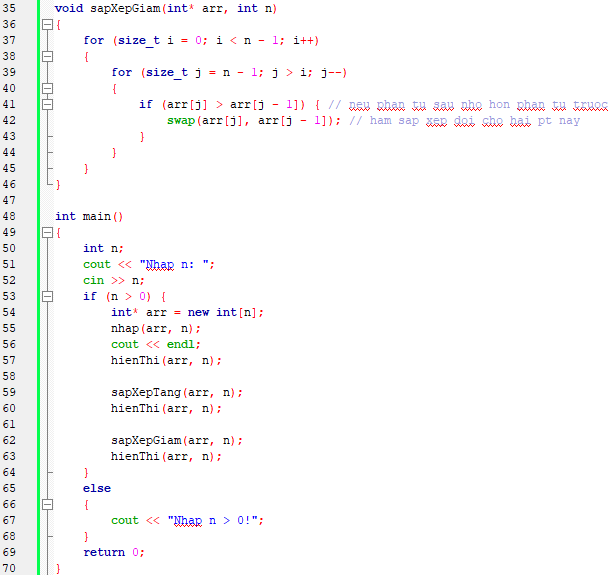 35 void sapXepGiam(int* arr, int n)
36 {
37     for (size_t i = 0; i < n - 1; i++)
38     {
39         for (size_t j = n - 1; j > i; j--)
40         {
41             if (arr[j] > arr[j - 1]) { // neu phan tu sau nho hon phan tu truoc
42                 swap(arr[j], arr[j - 1]); // ham sap xep doi cho hai pt nay
43             }
44         }
45     }
46 }
47
48 int main()
49 {
50     int n;
51     cout << "Nhap n: ";
52     cin >> n;
53     if (n > 0) {
54         int* arr = new int[n];
55         nhap(arr, n);
56         cout << endl;
57         hienThi(arr, n);
58
59         sapXepTang(arr, n);
60         hienThi(arr, n);
61
62         sapXepGiam(arr, n);
63         hienThi(arr, n);
64     }
65     else
66     {
67         cout << "Nhap n > 0!";
68     }
69     return 0;
70 }